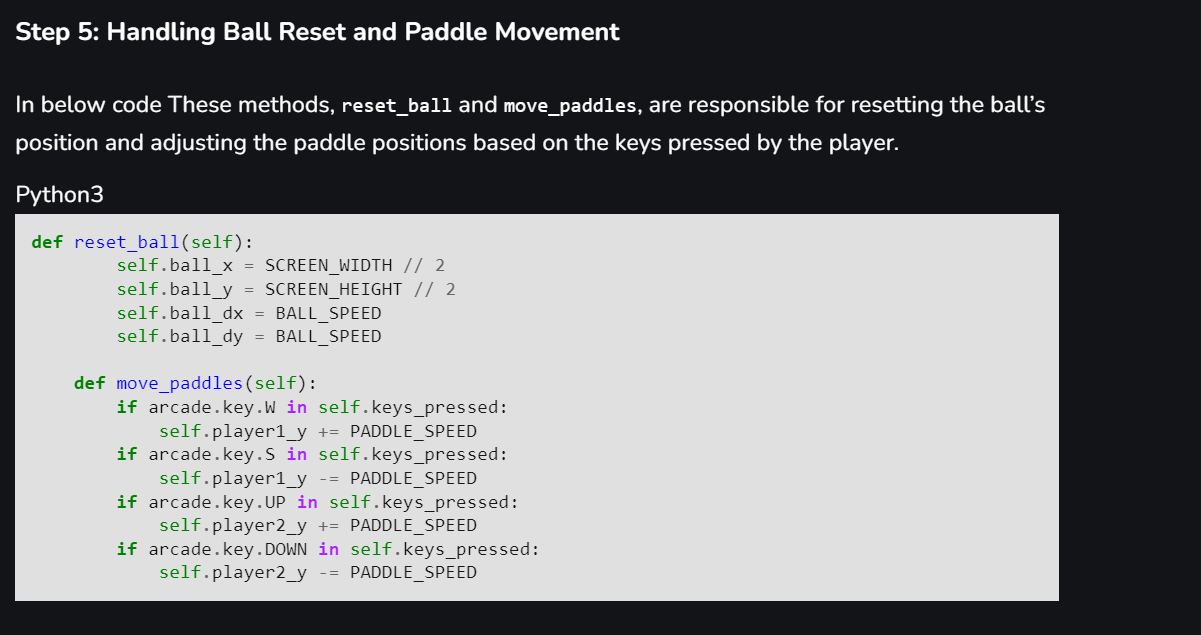 Step 5: Handling Ball Reset and Paddle Movement
In below code These methods, reset_ball and move_paddles, are responsible for resetting the ball’s
position and adjusting the paddle positions based on the keys pressed by the player.
Python3
def reset_ball(self):
        self.ball_x = SCREEN_WIDTH // 2
        self.ball_y = SCREEN_HEIGHT // 2
        self.ball_dx = BALL_SPEED
        self.ball_dy = BALL_SPEED

    def move_paddles(self):
        if arcade.key.W in self.keys_pressed:
            self.player1_y += PADDLE_SPEED
        if arcade.key.S in self.keys_pressed:
            self.player1_y -= PADDLE_SPEED
        if arcade.key.UP in self.keys_pressed:
            self.player2_y += PADDLE_SPEED
        if arcade.key.DOWN in self.keys_pressed:
            self.player2_y -= PADDLE_SPEED